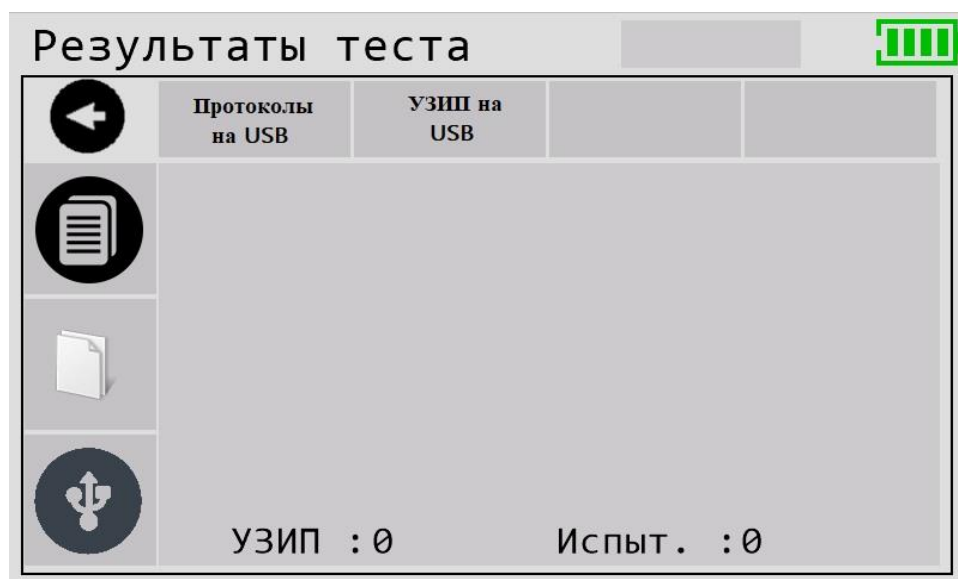 Результаты теста
Протоколы
на USB
УЗИП на
USB
УЗИП :0
Испыт. :0